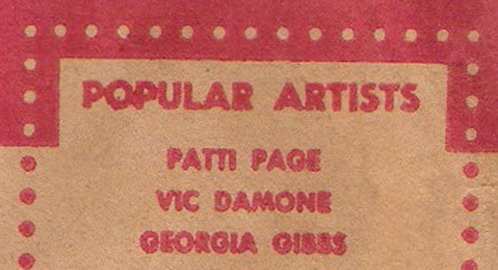 POPULAR ARTISTS
PATTI PAGE
VIC DAMONE
GEORGIA GIBBS